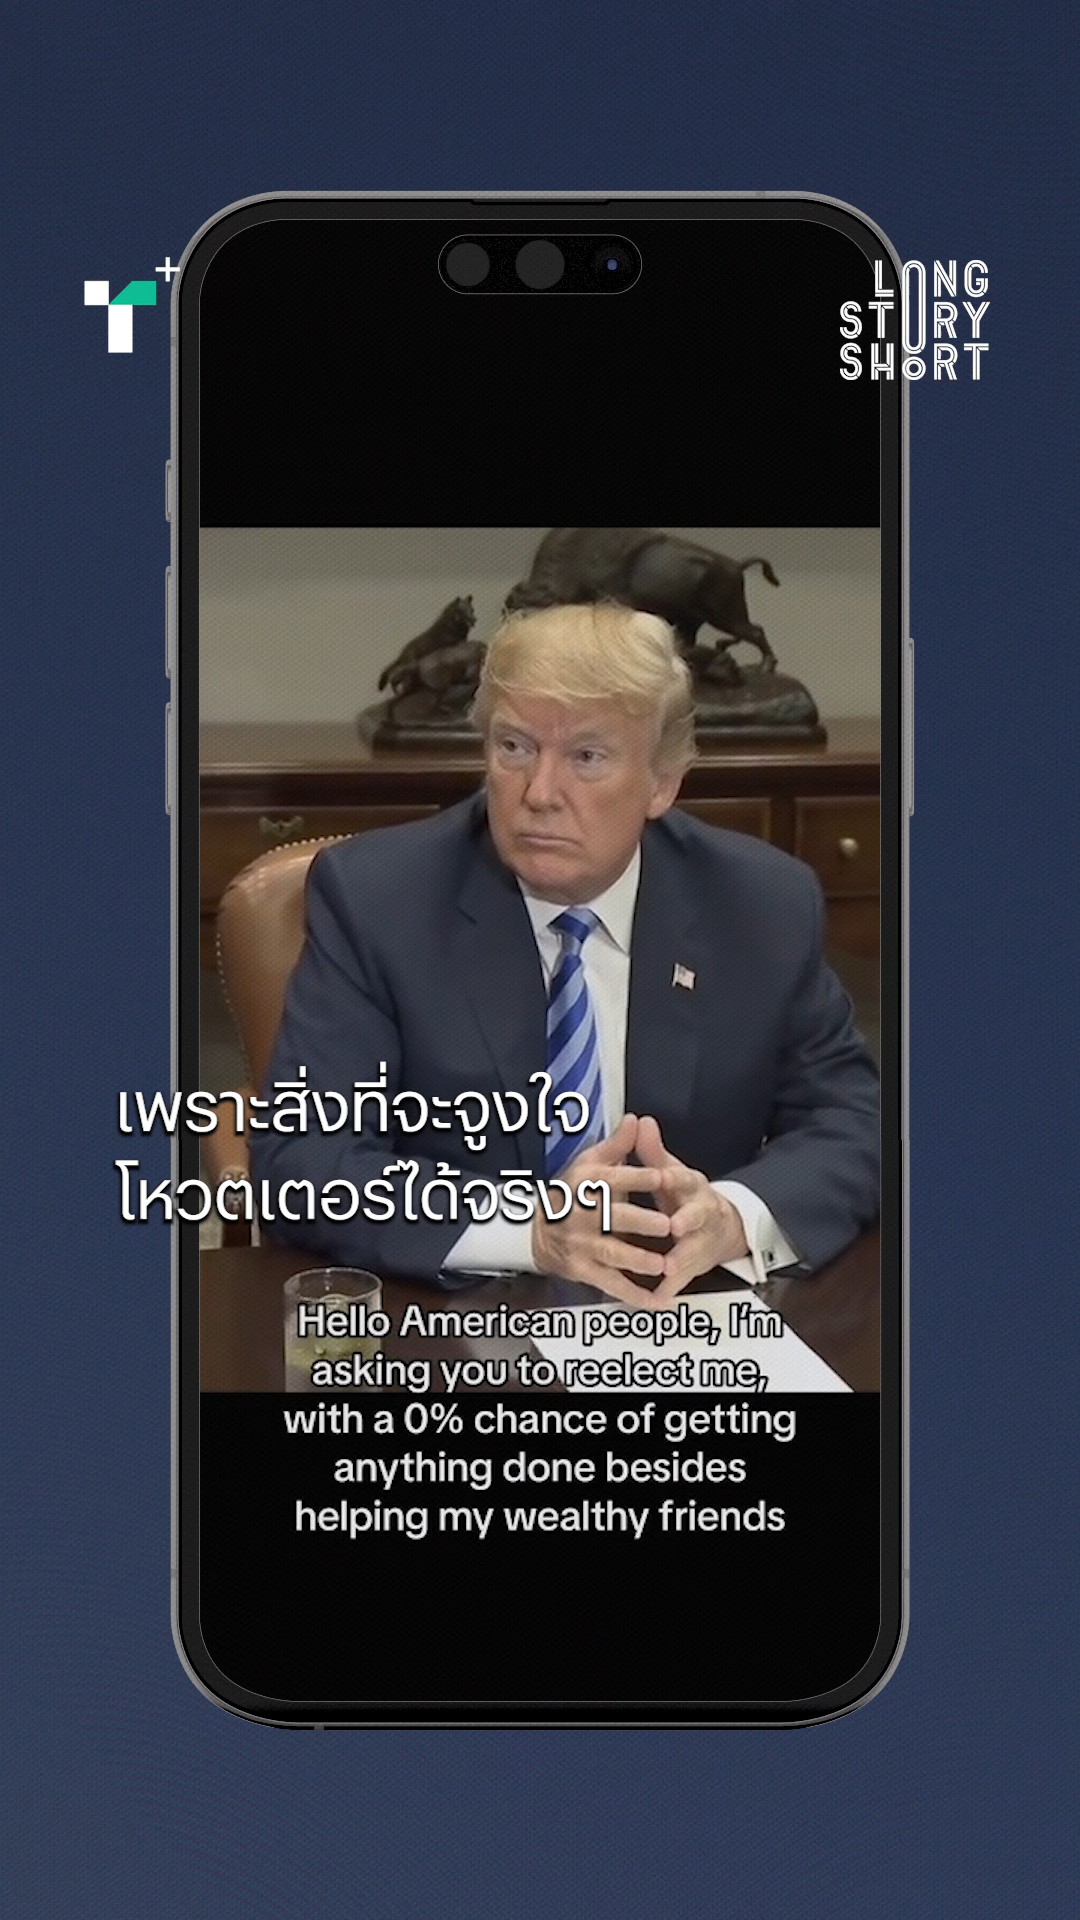 LONG
STORY
SHORT
เพราะสิ่งที่จะจูงใจ
โหวตเตอร์ได้จริงๆ
Hello American people, I'm
asking you to reelect me,
with a 0% chance of getting
anything done besides
helping my wealthy friends